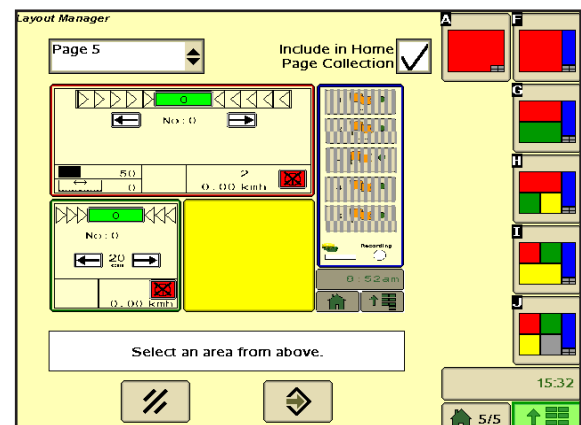 Layout Manager
Page 5
Include in Home
Page Collection
A
F
G
H
I
J
0
No:0
50
0
2
0.00 kmh
0
No:0
20
cm
0.00 kmh
Recording
0:52am
Select an area from above.
15:32
5/5